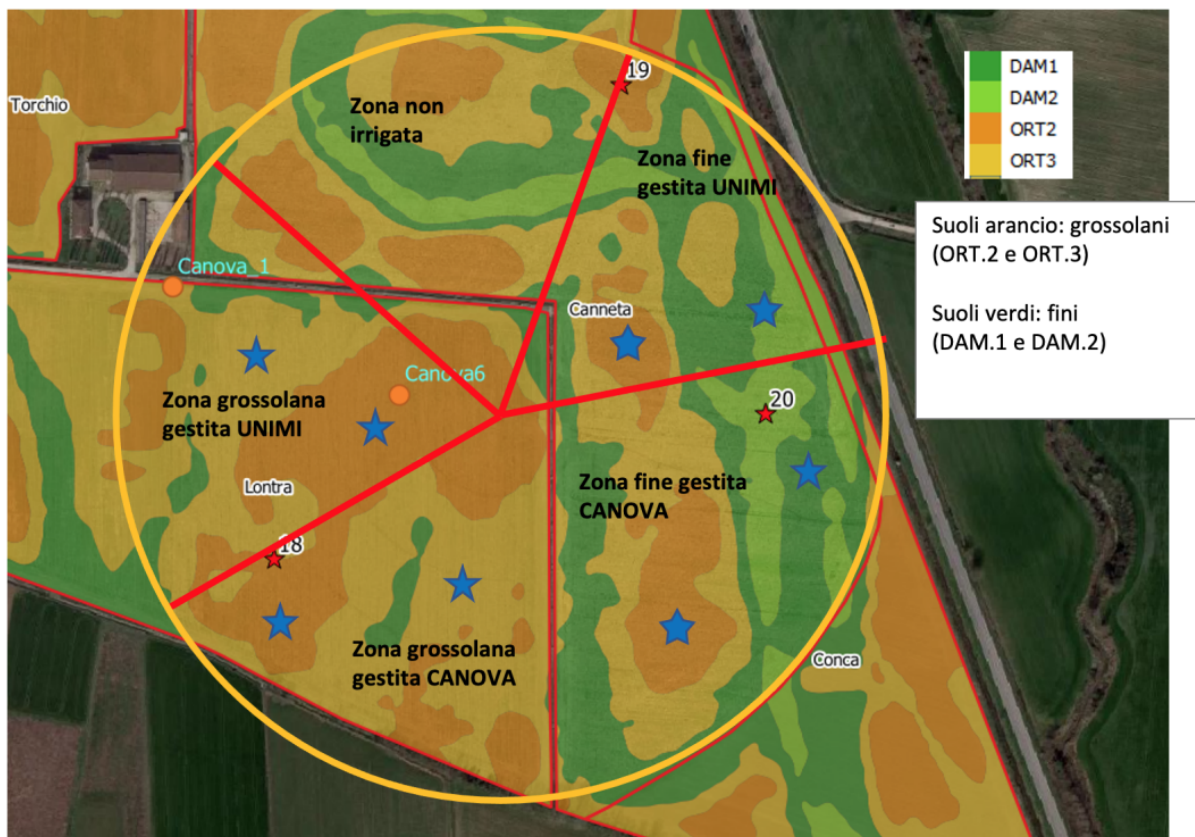 Torchio
Zona non
irrigata
19
Zona fine
gestita UNIMI
DAM1
DAM2
ORT2
ORT3
Suoli arancio: grossolani
(ORT.2 e ORT.3)
Suoli verdi: fini
(DAM.1 e DAM.2)
Canova_1
Canneta
Canova6
Zona grossolana
gestita UNIMI
20
Lontra
Zona fine gestita
CANOVA
18
Zona grossolana
gestita CANOVA
Conca